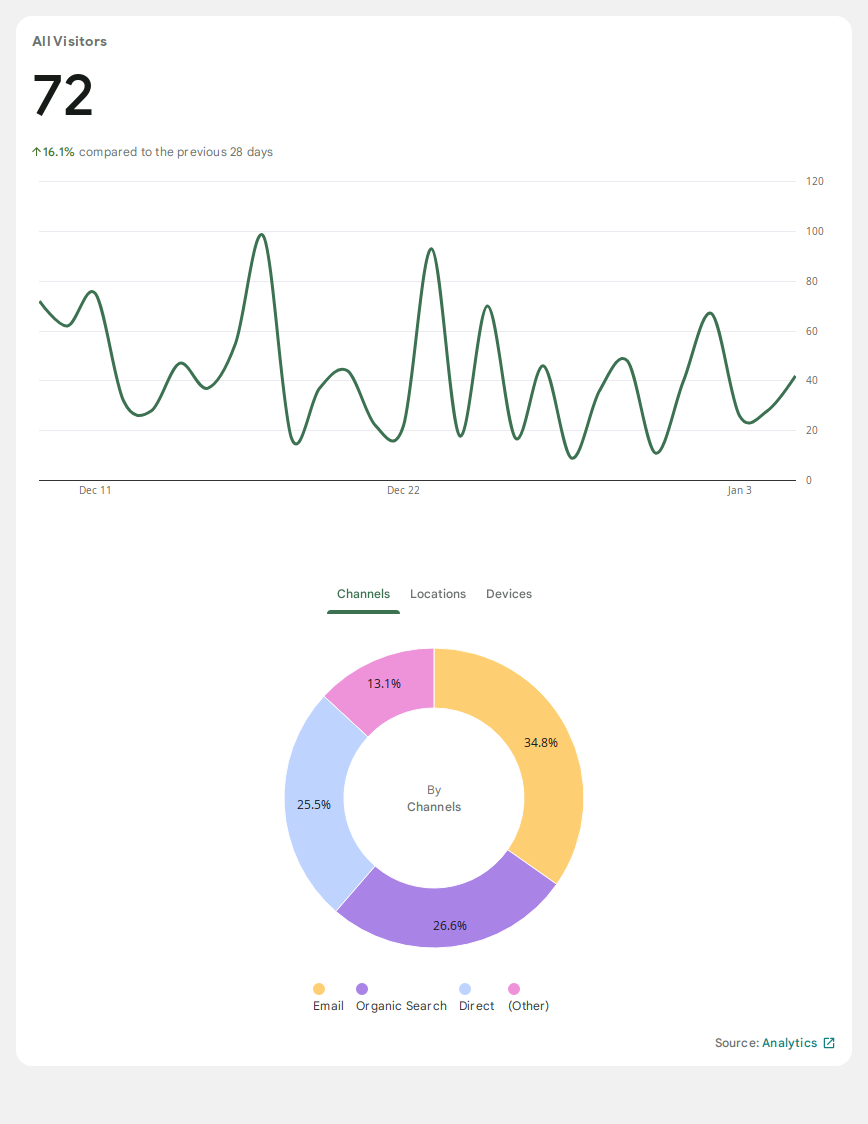 All Visitors
72
↑16.1% compared to the previous 28 days
120
100
80
60
40
20
0
Dec 11 Dec 22 Jan 3
Channels Locations Devices
13.1%
34.8%
25.5%
By
Channels
26.6%
Email Organic Search Direct (Other)
Source: Analytics